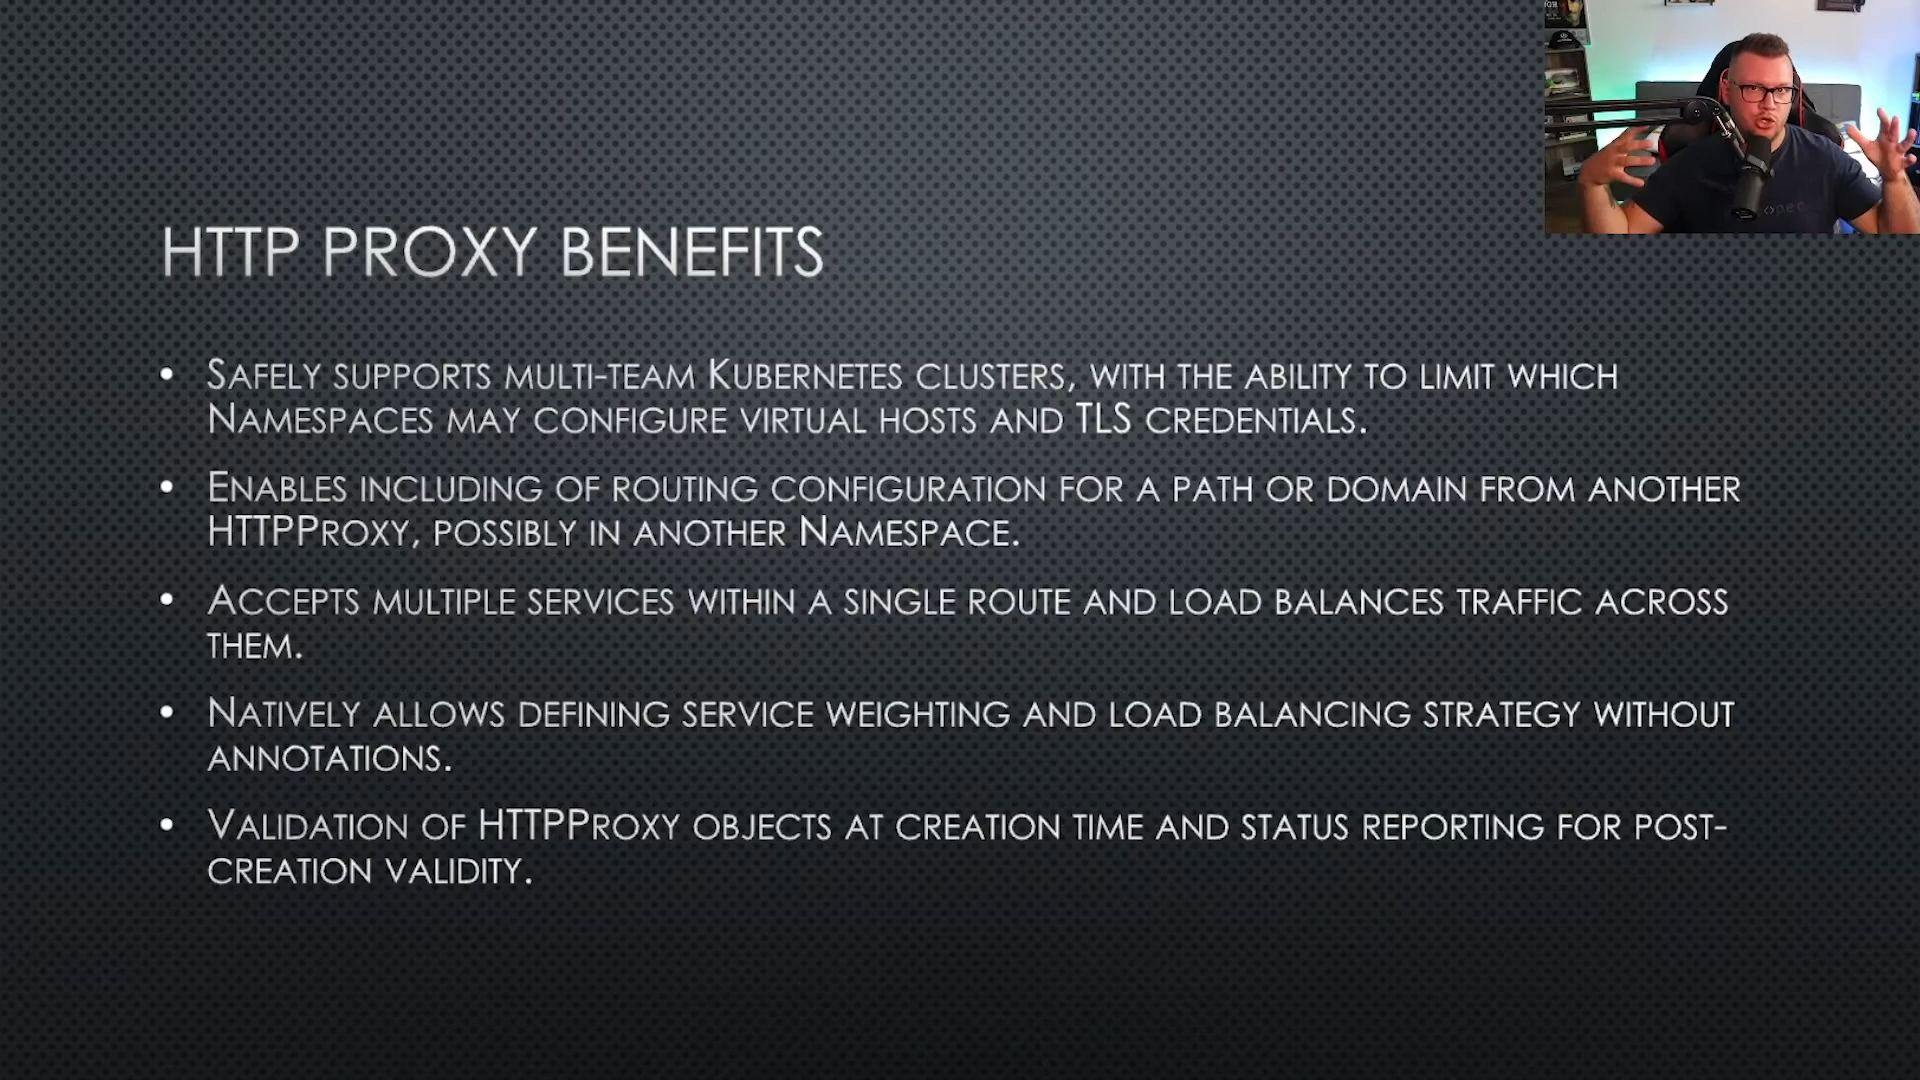 HTTP PROXY BENEFITS
• SAFELY SUPPORTS MULTI-TEAM KUBERNETES CLUSTERS, WITH THE ABILITY TO LIMIT WHICH
NAMESPACES MAY CONFIGURE VIRTUAL HOSTS AND TLS CREDENTIALS.
• ENABLES INCLUDING OF ROUTING CONFIGURATION FOR A PATH OR DOMAIN FROM ANOTHER
HTTPPROXY, POSSIBLY IN ANOTHER NAMESPACE.
• ACCEPTS MULTIPLE SERVICES WITHIN A SINGLE ROUTE AND LOAD BALANCES TRAFFIC ACROSS
THEM.
• NATIVELY ALLOWS DEFINING SERVICE WEIGHTING AND LOAD BALANCING STRATEGY WITHOUT
ANNOTATIONS.
• VALIDATION OF HTTPPROXY OBJECTS AT CREATION TIME AND STATUS REPORTING FOR POST-
CREATION VALIDITY.